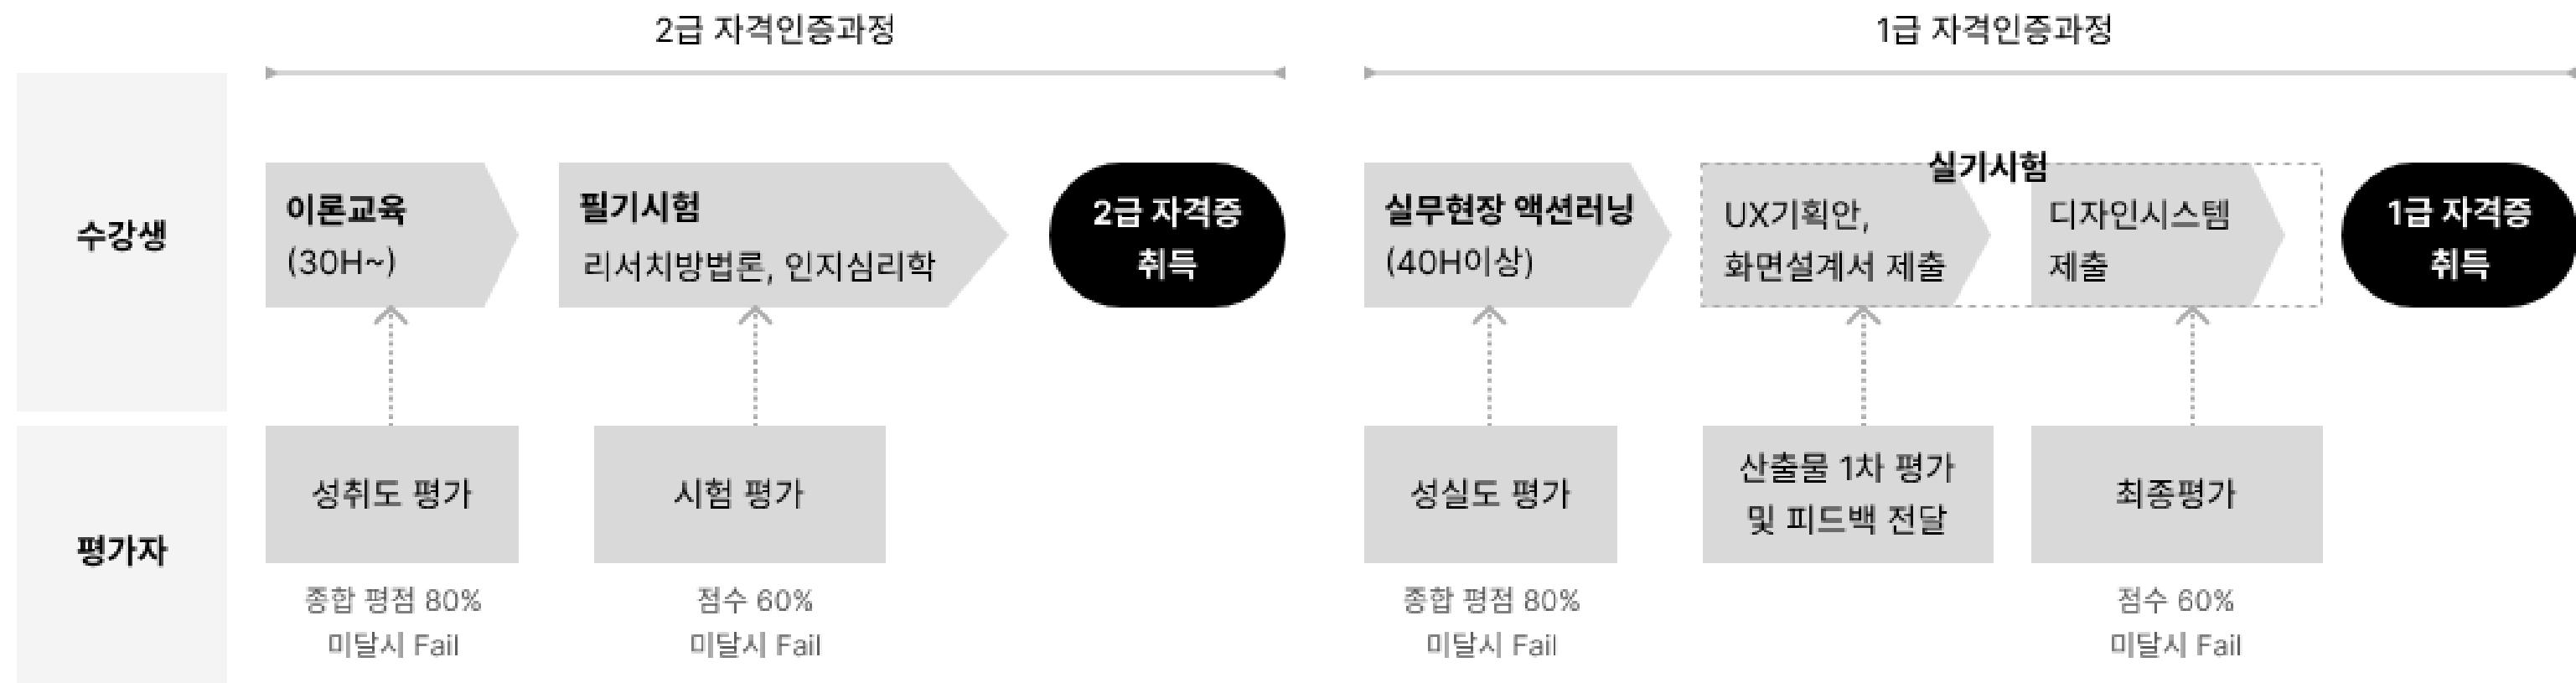 2급 자격인증과정
1급 자격인증과정
수강생
이론교육
(30H~)
필기시험
리서치방법론, 인지심리학
2급 자격증
취득
실무현장 액션러닝
(40H이상)
실기시험
UX기획안,
화면설계서 제출
디자인시스템
제출
1급 자격증
취득
평가자
성취도 평가
시험 평가
성실도 평가
산출물 1차 평가
및 피드백 전달
최종평가
종합 평점 80%
미달시 Fail
점수 60%
미달시 Fail
종합 평점 80%
미달시 Fail
점수 60%
미달시 Fail